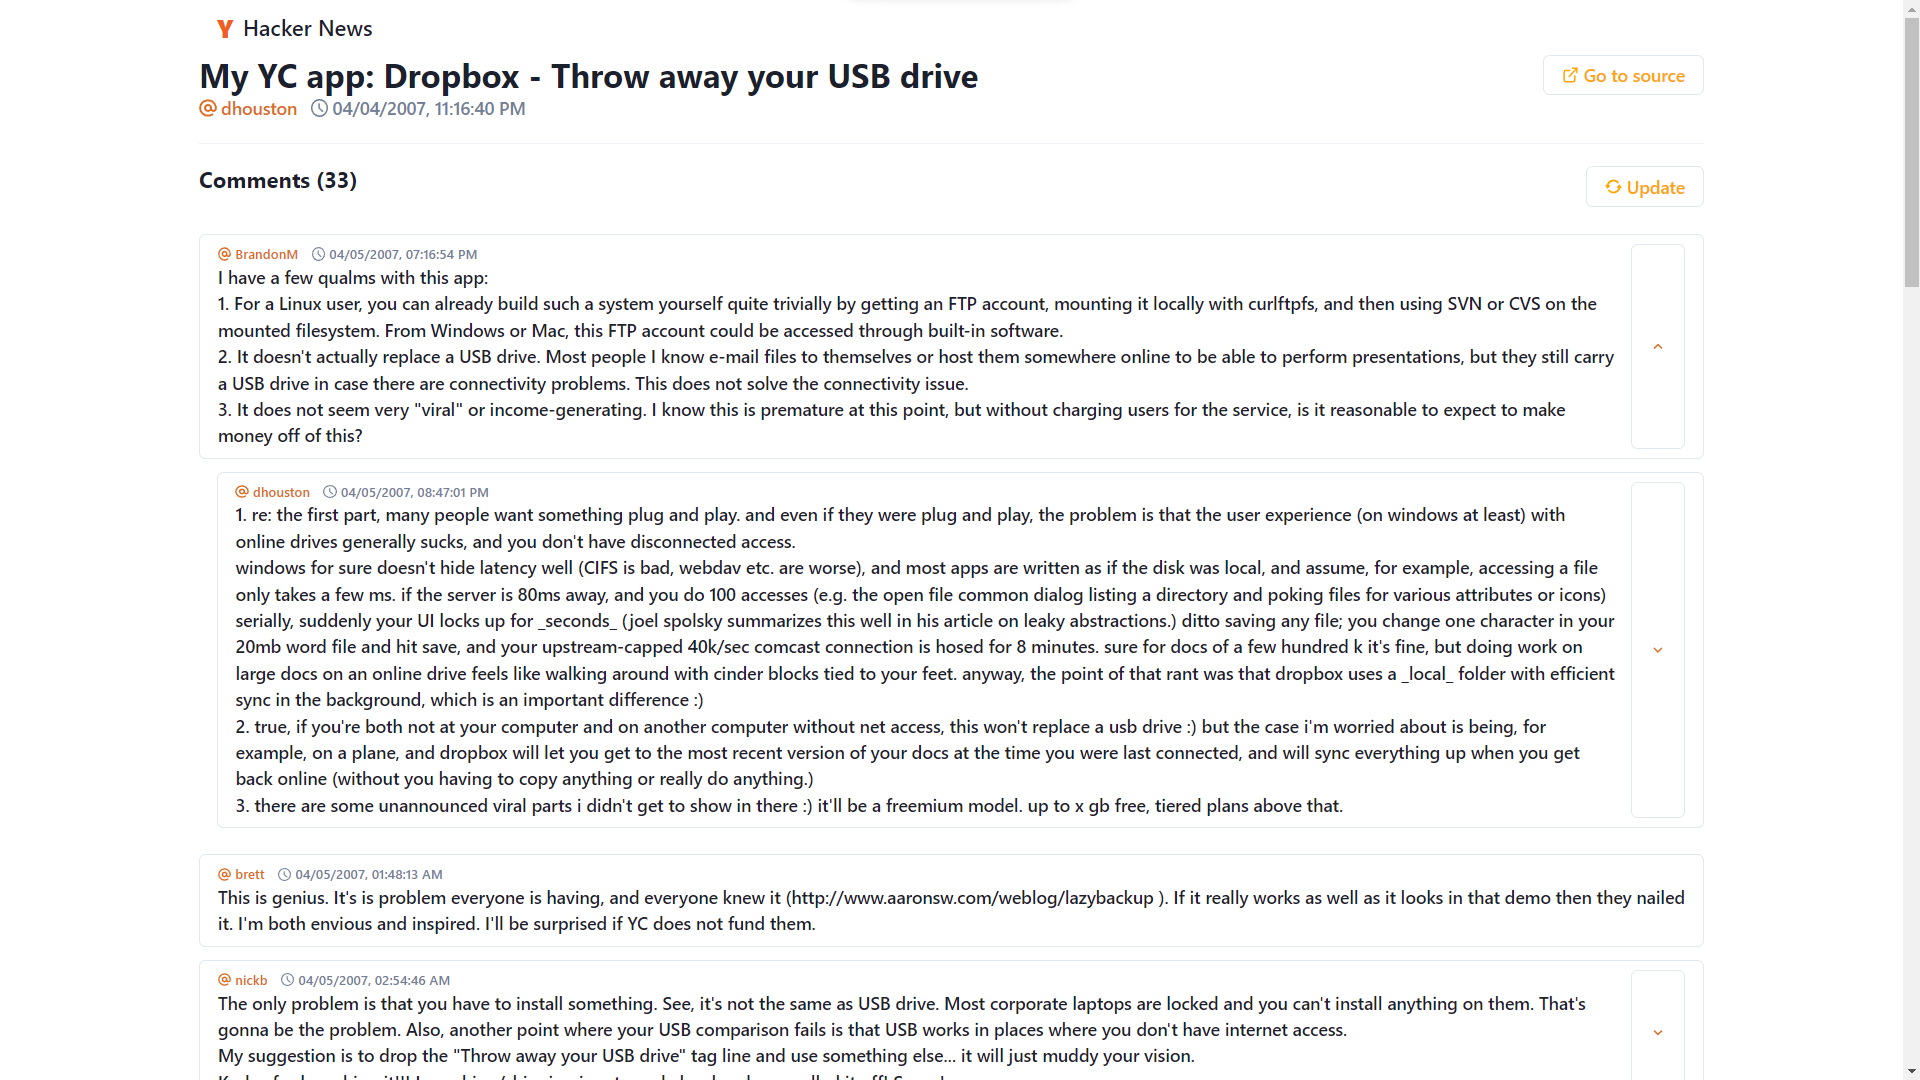 Hacker News
My YC app: Dropbox - Throw away your USB drive
Go to source
@ dhouston 04/04/2007, 11:16:40 PM
Comments (33)
Update
@ BrandonM 04/05/2007, 07:16:54 PM
I have a few qualms with this app:
1. For a Linux user, you can already build such a system yourself quite trivially by getting an FTP account, mounting it locally with curlftpfs, and then using SVN or CVS on the
mounted filesystem. From Windows or Mac, this FTP account could be accessed through built-in software.
2. It doesn't actually replace a USB drive. Most people I know e-mail files to themselves or host them somewhere online to be able to perform presentations, but they still carry
a USB drive in case there are connectivity problems. This does not solve the connectivity issue.
3. It does not seem very "viral" or income-generating. I know this is premature at this point, but without charging users for the service, is it reasonable to expect to make
money off of this?
@ dhouston 04/05/2007, 08:47:01 PM
1. re: the first part, many people want something plug and play. and even if they were plug and play, the problem is that the user experience (on windows at least) with
online drives generally sucks, and you don't have disconnected access.
windows for sure doesn't hide latency well (CIFS is bad, webdav etc. are worse), and most apps are written as if the disk was local, and assume, for example, accessing a file
only takes a few ms. if the server is 80ms away, and you do 100 accesses (e.g. the open file common dialog listing a directory and poking files for various attributes or icons)
serially, suddenly your UI locks up for _seconds_ (joel spolsky summarizes this well in his article on leaky abstractions.) ditto saving any file; you change one character in your
20mb word file and hit save, and your upstream-capped 40k/sec comcast connection is hosed for 8 minutes. sure for docs of a few hundred k it's fine, but doing work on
large docs on an online drive feels like walking around with cinder blocks tied to your feet. anyway, the point of that rant was that dropbox uses a _local_ folder with efficient
sync in the background, which is an important difference :)
2. true, if you're both not at your computer and on another computer without net access, this won't replace a usb drive :) but the case i'm worried about is being, for
example, on a plane, and dropbox will let you get to the most recent version of your docs at the time you were last connected, and will sync everything up when you get
back online (without you having to copy anything or really do anything.)
3. there are some unannounced viral parts i didn't get to show in there :) it'll be a freemium model. up to x gb free, tiered plans above that.
@ brett 04/05/2007, 01:48:13 AM
This is genius. It's is problem everyone is having, and everyone knew it (http://www.aaronsw.com/weblog/lazybackup ). If it really works as well as it looks in that demo then they nailed
it. I'm both envious and inspired. I'll be surprised if YC does not fund them.
@ nickb 04/05/2007, 02:54:46 AM
The only problem is that you have to install something. See, it's not the same as USB drive. Most corporate laptops are locked and you can't install anything on them. That's
gonna be the problem. Also, another point where your USB comparison fails is that USB works in places where you don't have internet access.
My suggestion is to drop the "Throw away your USB drive" tag line and use something else... it will just muddy your vision.